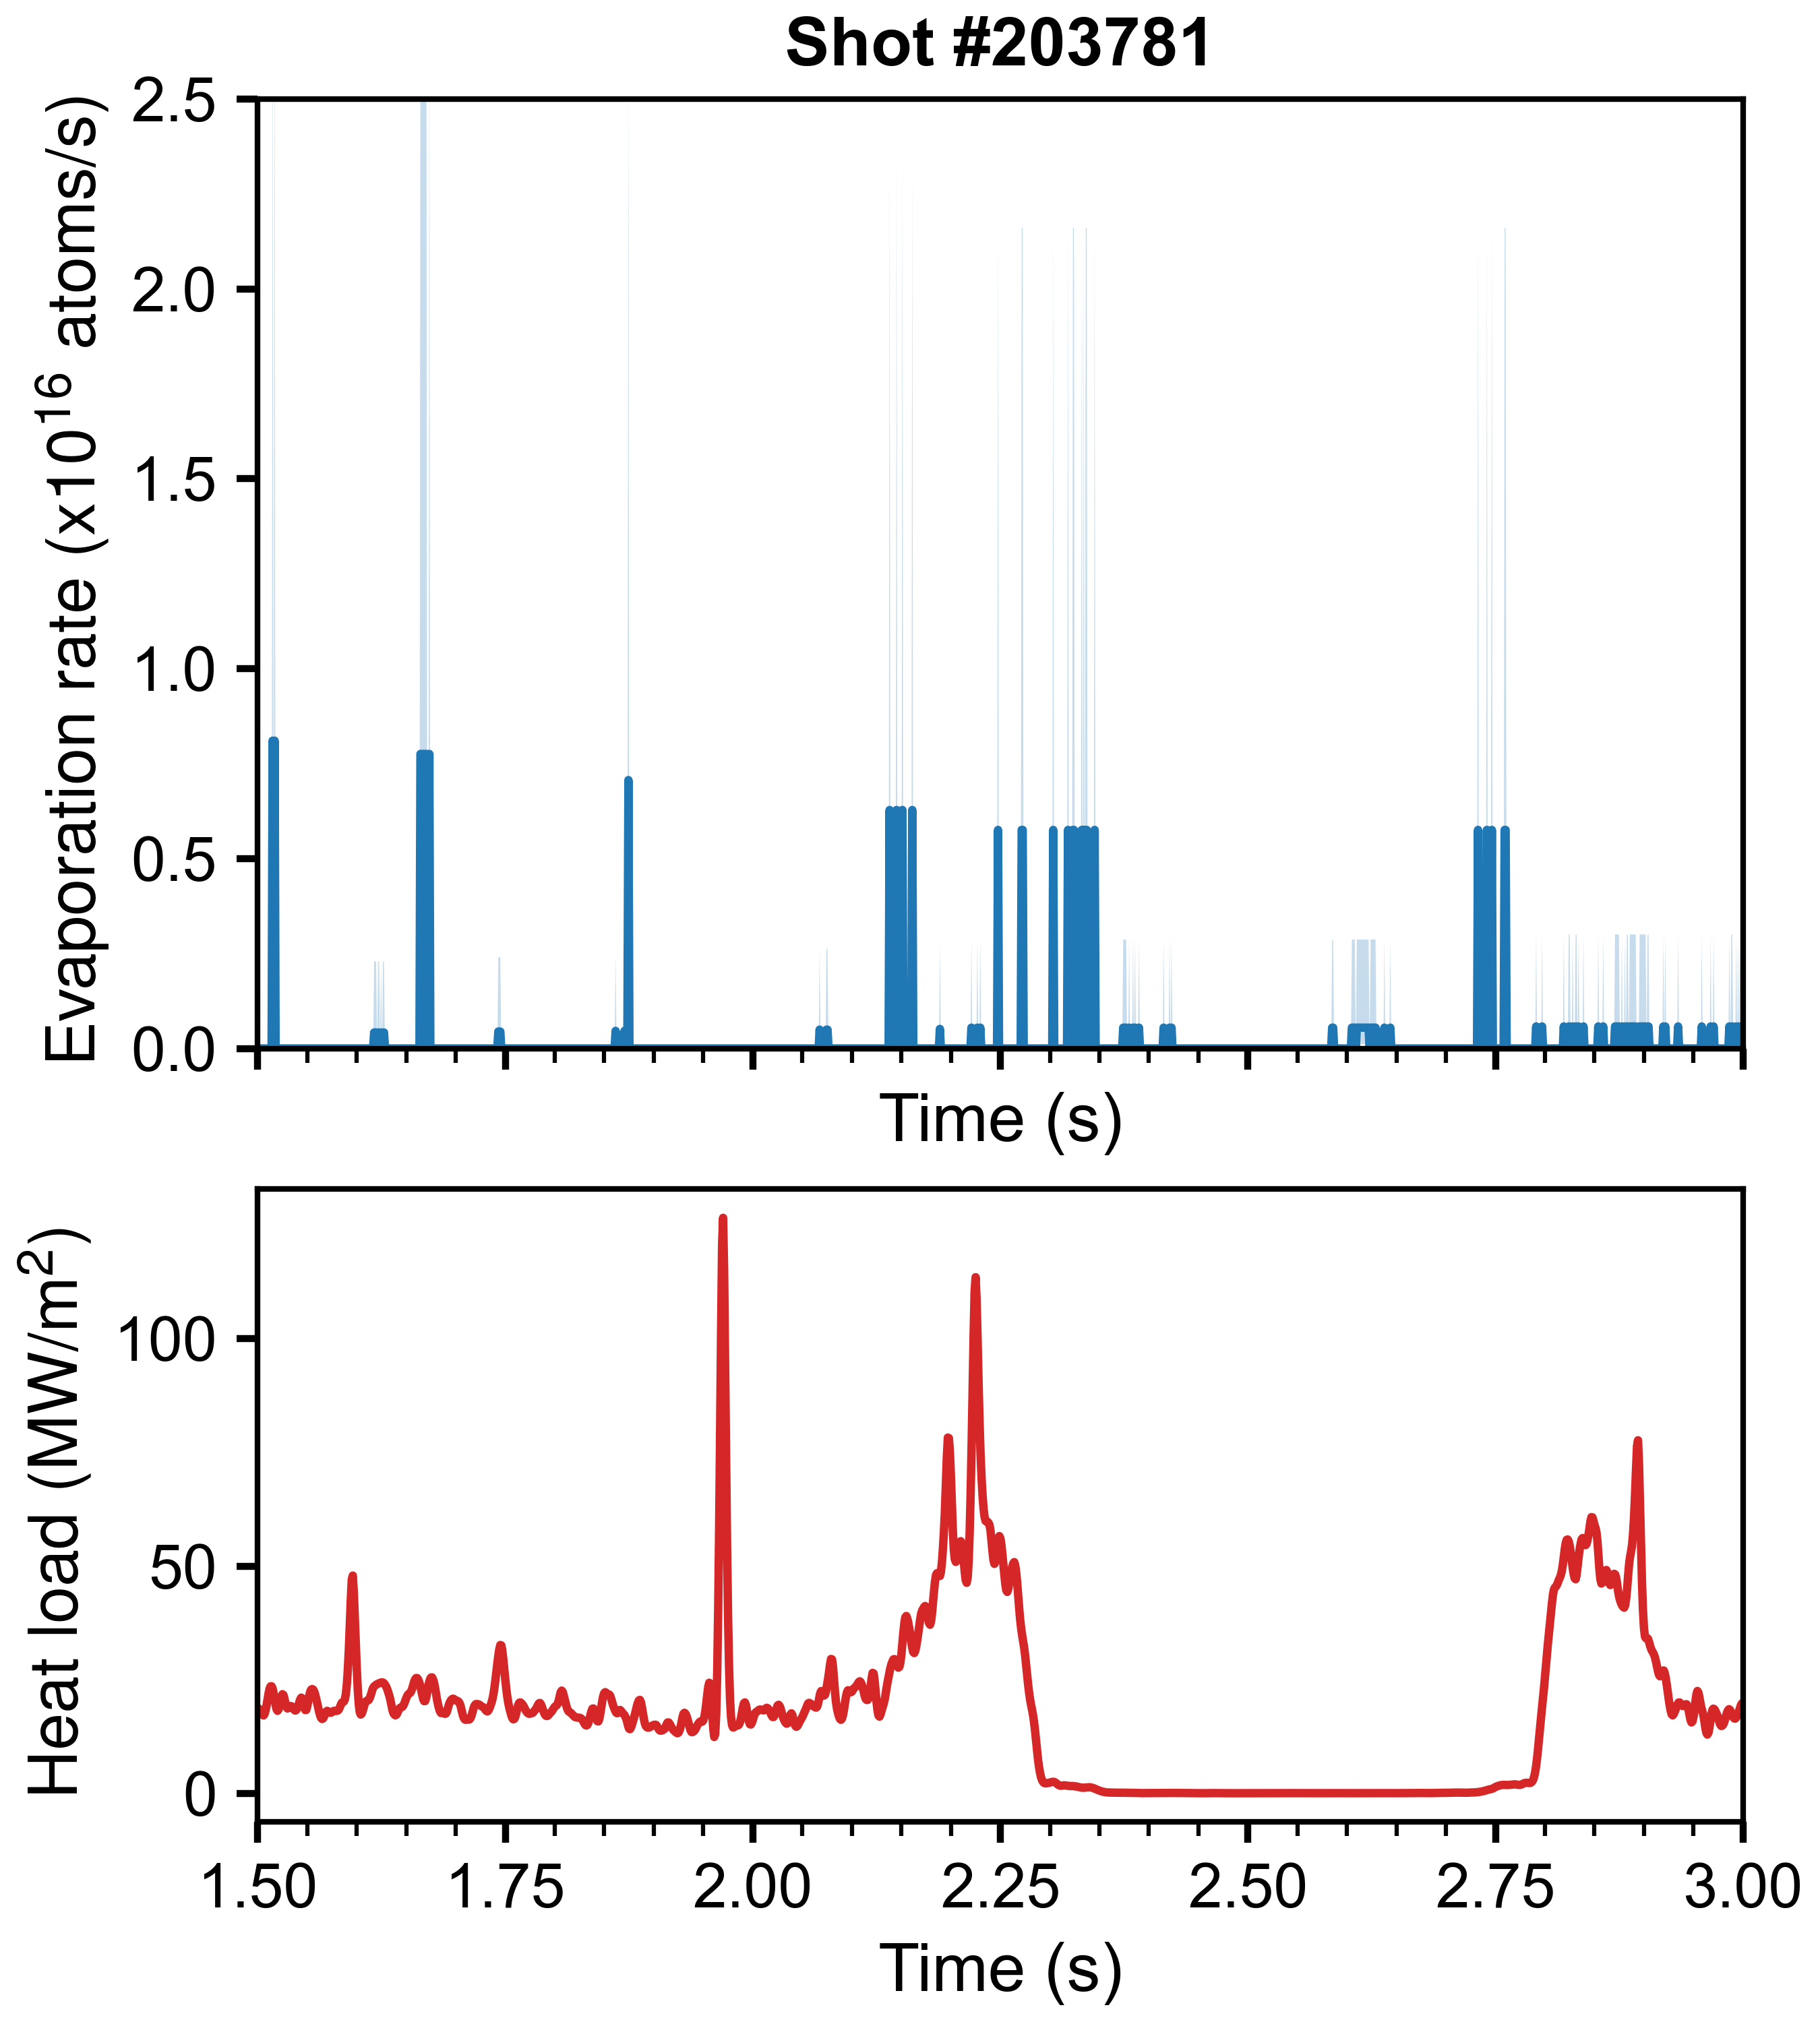 Shot #203781
Evaporation rate (x10¹⁶ atoms/s)
2.5
2.0
1.5
1.0
0.5
0.0
Time (s)
Heat load (MW/m²)
100
50
0
1.50 1.75 2.00 2.25 2.50 2.75 3.00
Time (s)